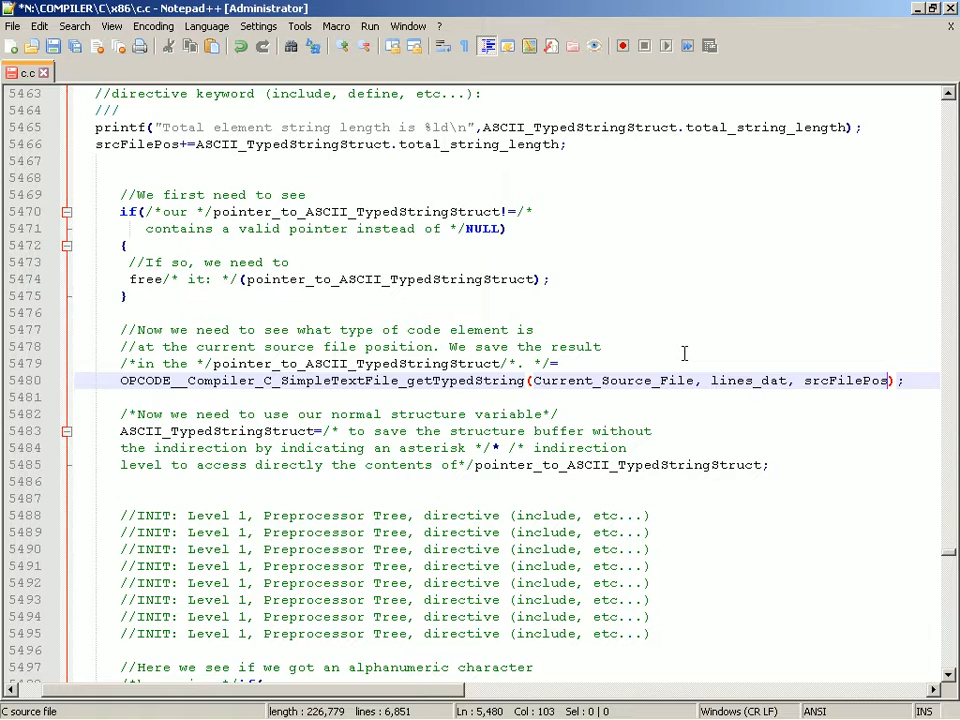 *N:\COMPILER\C\x86\c.c - Notepad++ [Administrator]
File Edit Search View Encoding Language Settings Tools Macro Run Window ? X
c.c
5463 //directive keyword (include, define, etc...):
5464 ///
5465 printf("Total element string length is %ld\n",ASCII_TypedStringStruct.total_string_length);
5466 srcFilePos+=ASCII_TypedStringStruct.total_string_length;
5467
5468
5469 //We first need to see
5470 if(/*our */pointer_to_ASCII_TypedStringStruct!=/*
5471 contains a valid pointer instead of */NULL)
5472 {
5473 //If so, we need to
5474 free/* it: */(pointer_to_ASCII_TypedStringStruct);
5475 }
5476
5477 //Now we need to see what type of code element is
5478 //at the current source file position. We save the result
5479 /*in the */pointer_to_ASCII_TypedStringStruct/*. */=
5480 OPCODE__Compiler_C_SimpleTextFile_getTypedString(Current_Source_File, lines_dat, srcFilePos);
5481
5482 /*Now we need to use our normal structure variable*/
5483 ASCII_TypedStringStruct=/* to save the structure buffer without
5484 the indirection by indicating an asterisk */* /* indirection
5485 level to access directly the contents of*/pointer_to_ASCII_TypedStringStruct;
5486
5487
5488 //INIT: Level 1, Preprocessor Tree, directive (include, etc...)
5489 //INIT: Level 1, Preprocessor Tree, directive (include, etc...)
5490 //INIT: Level 1, Preprocessor Tree, directive (include, etc...)
5491 //INIT: Level 1, Preprocessor Tree, directive (include, etc...)
5492 //INIT: Level 1, Preprocessor Tree, directive (include, etc...)
5493 //INIT: Level 1, Preprocessor Tree, directive (include, etc...)
5494 //INIT: Level 1, Preprocessor Tree, directive (include, etc...)
5495 //INIT: Level 1, Preprocessor Tree, directive (include, etc...)
5496
5497 //Here we see if we got an alphanumeric character
C source file length : 226,779 lines : 6,851 Ln : 5,480 Col : 103 Sel : 0 | 0 Windows (CR LF) ANSI INS